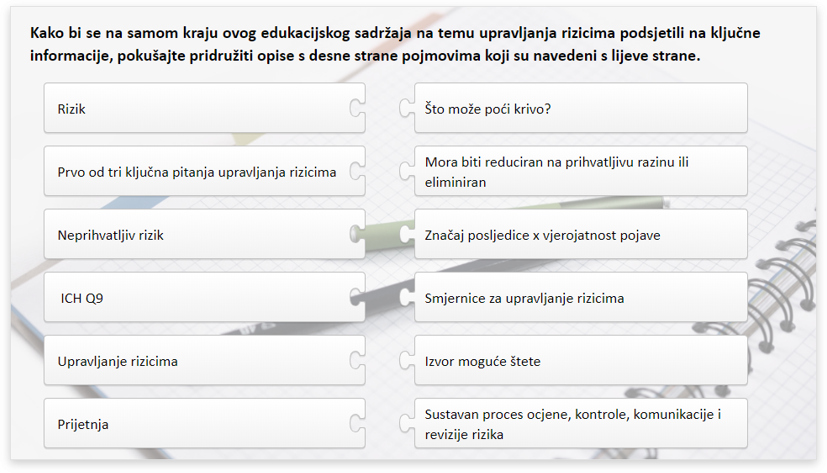 Kako bi se na samom kraju ovog edukacijskog sadržaja na temu upravljanja rizicima podsjetili na ključne
informacije, pokušajte pridružiti opise s desne strane pojmovima koji su navedeni s lijeve strane.
Rizik
Što može poći krivo?
Prvo od tri ključna pitanja upravljanja rizicima
Mora biti reduciran na prihvatljivu razinu ili
eliminiran
Neprihvatljiv rizik
Značaj posljedice x vjerojatnost pojave
ICH Q9
Smjernice za upravljanje rizicima
Upravljanje rizicima
Izvor moguće štete
Prijetnja
Sustavan proces ocjene, kontrole, komunikacije i
revizije rizika